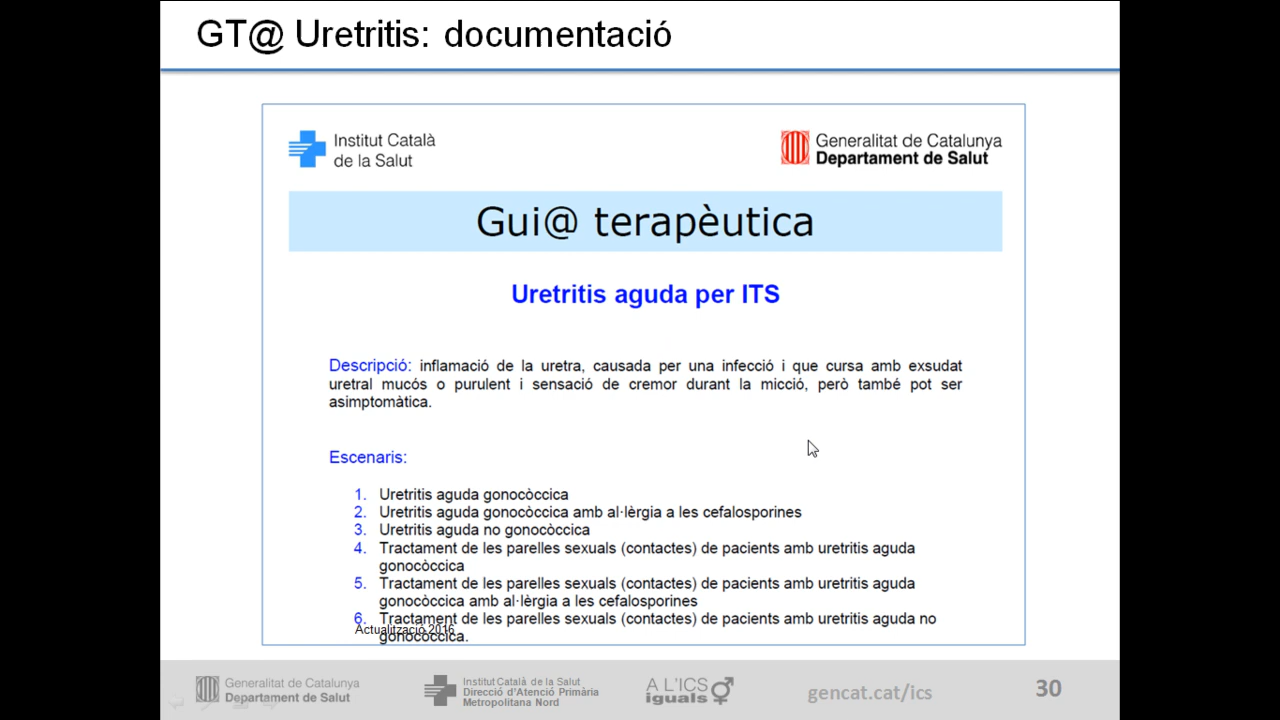 GT@ Uretritis: documentació
Institut Català
de la Salut
Generalitat de Catalunya
Departament de Salut
Gui@ terapèutica
Uretritis aguda per ITS
Descripció: inflamació de la uretra, causada per una infecció i que cursa amb exsudat
uretral mucós o purulent i sensació de cremor durant la micció, però també pot ser
asimptomàtica.
Escenaris:
1. Uretritis aguda gonocòccica
2. Uretritis aguda gonocòccica amb al·lèrgia a les cefalosporines
3. Uretritis aguda no gonocòccica
4. Tractament de les parelles sexuals (contactes) de pacients amb uretritis aguda
gonocòccica
5. Tractament de les parelles sexuals (contactes) de pacients amb uretritis aguda
gonocòccica amb al·lèrgia a les cefalosporines
6. Tractament de les parelles sexuals (contactes) de pacients amb uretritis aguda no
gonocòccica.
Actualització 2016
Generalitat de Catalunya
Departament de Salut
Institut Català de la Salut
Direcció d'Atenció Primària
Metropolitana Nord
A L'ICS
iguals
gencat.cat/ics
30